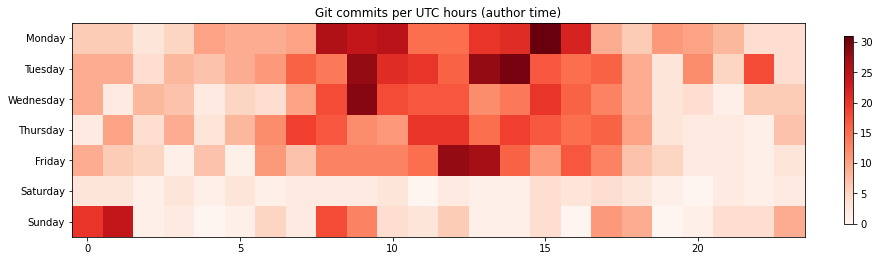 Git commits per UTC hours (author time)
Monday
Tuesday
Wednesday
Thursday
Friday
Saturday
Sunday
0 5 10 15 20
30
25
20
15
10
5
0